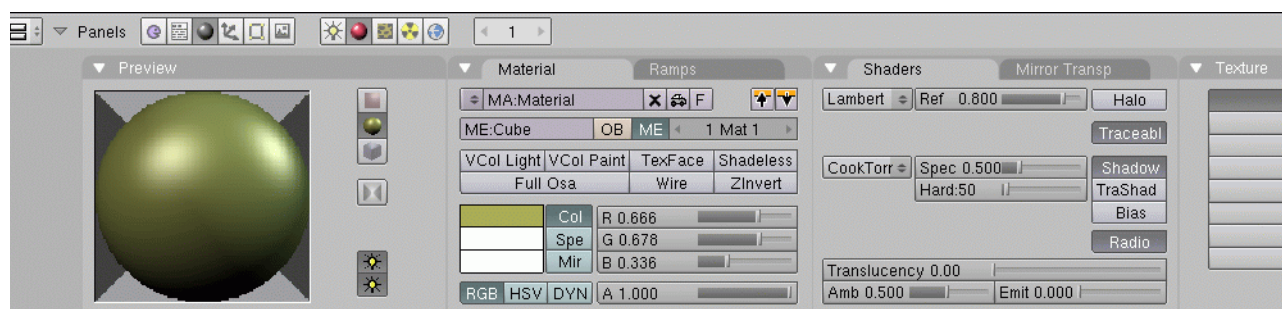 Panels 1
Preview
Material Ramps
MA:Material F
ME:Cube OB ME 1 Mat 1
VCol Light VCol Paint TexFace Shadeless
Full Osa Wire ZInvert
Col R 0.666
Spe G 0.678
Mir B 0.336
RGB HSV DYN A 1.000
Shaders Mirror Transp
Lambert Ref 0.800 Halo
Traceabl
CookTorr Spec 0.500 Shadow
Hard:50 TraShad
Bias
Radio
Translucency 0.00
Amb 0.500 Emit 0.000
Texture